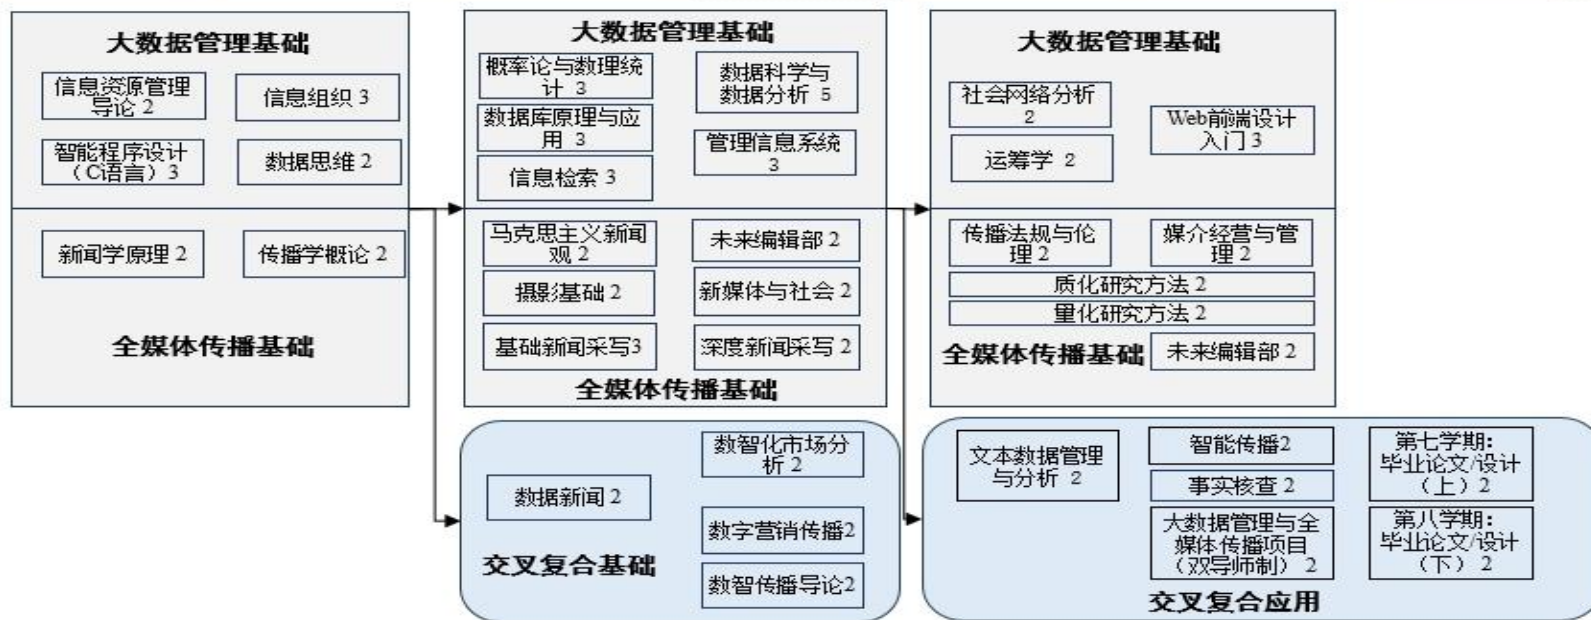 大数据管理基础
信息资源管理
导论 2
信息组织 3
智能程序设计
（C语言）3
数据思维 2
新闻学原理 2
传播学概论 2
全媒体传播基础
大数据管理基础
概率论与数理统
计 3
数据科学与
数据分析 5
数据库原理与应
用 3
管理信息系统
3
信息检索 3
马克思主义新闻
观 2
未来编辑部 2
摄影基础 2
新媒体与社会 2
基础新闻采写3
深度新闻采写 2
全媒体传播基础
数智化市场分
析 2
数据新闻 2
数字营销传播2
交叉复合基础
数智传播导论2
大数据管理基础
社会网络分析
2
Web前端设计
入门 3
运筹学 2
传播法规与伦
理 2
媒介经营与管
理 2
质化研究方法 2
量化研究方法 2
全媒体传播基础
未来编辑部 2
文本数据管理
与分析 2
智能传播2
事实核查 2
大数据管理与全
媒体传播项目
（双导师制） 2
第七学期：
毕业论文/设计
（上）2
第八学期：
毕业论文/设计
（下） 2
交叉复合应用